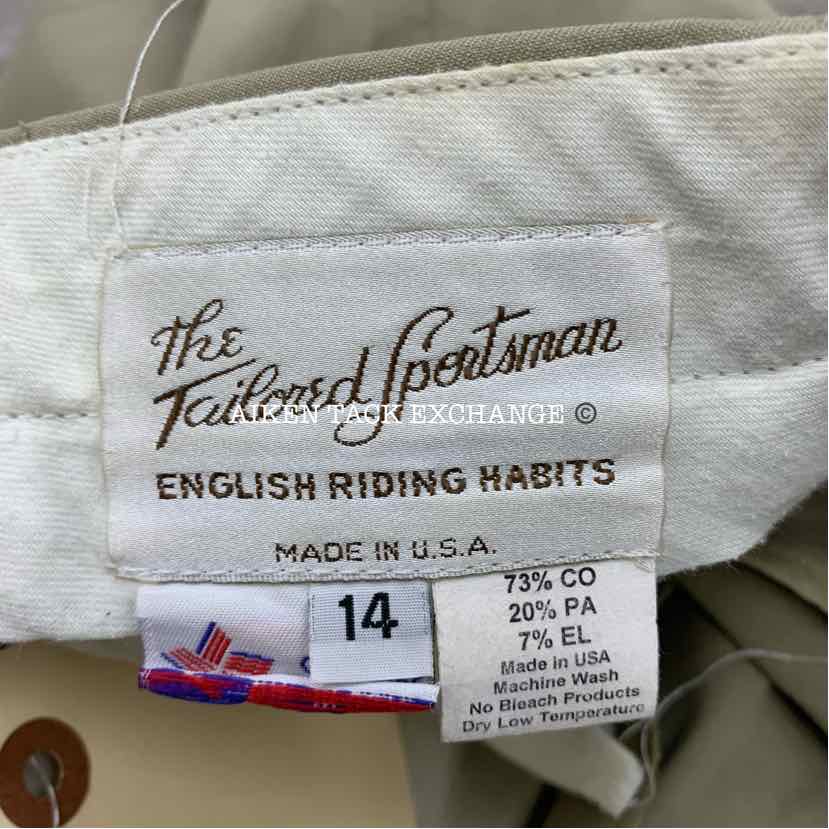 The
Tailored Sportsman
AIKEN TACK EXCHANGE ©
ENGLISH RIDING HABITS
MADE IN U.S.A.
14
73% CO
20% PA
7% EL
Made in USA
Machine Wash
No Bleach Products
Dry Low Temperature